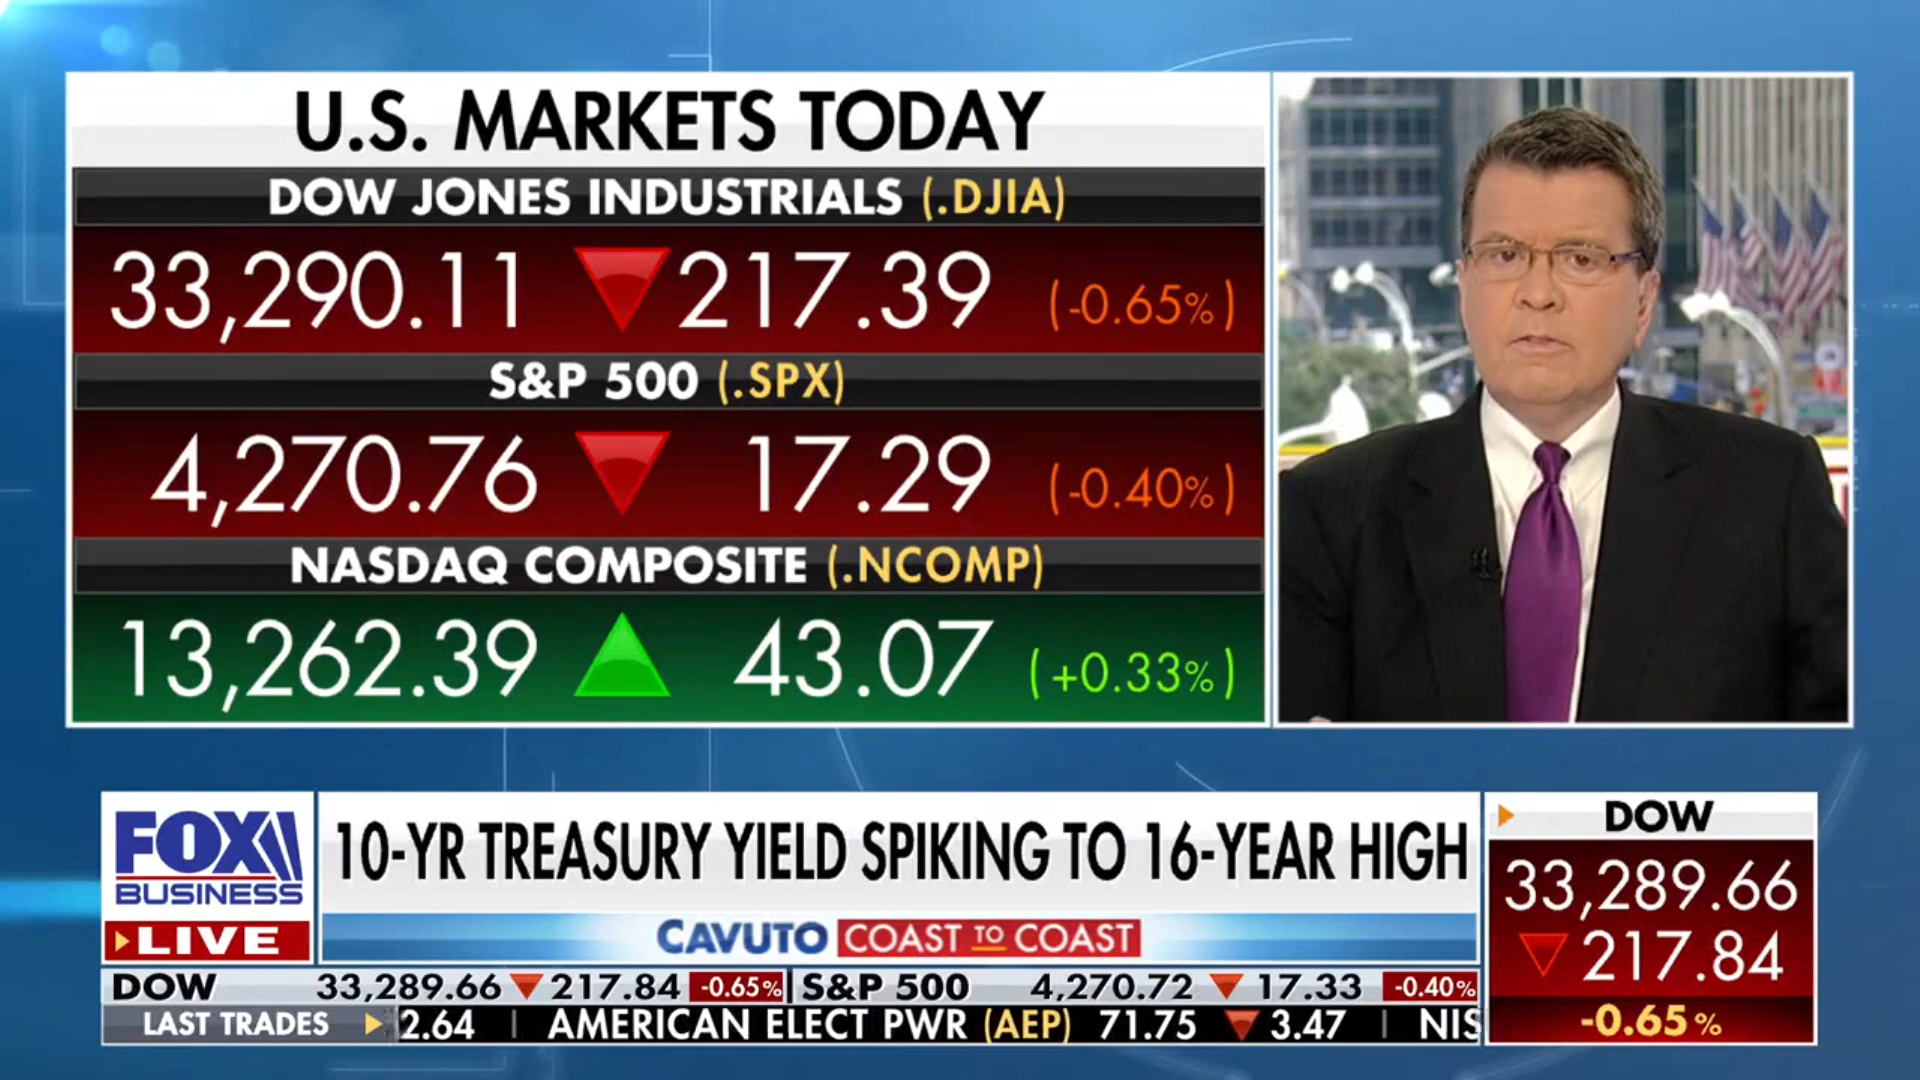 U.S. MARKETS TODAY
DOW JONES INDUSTRIALS (.DJIA)
33,290.11 ▼ 217.39 (-0.65%)
S&P 500 (.SPX)
4,270.76 ▼ 17.29 (-0.40%)
NASDAQ COMPOSITE (.NCOMP)
13,262.39 ▲ 43.07 (+0.33%)
FOX
BUSINESS
LIVE
10-YR TREASURY YIELD SPIKING TO 16-YEAR HIGH
CAVUTO COAST TO COAST
DOW
33,289.66
▼ 217.84
-0.65%
DOW 33,289.66 ▼ 217.84 -0.65% S&P 500 4,270.72 ▼ 17.33 -0.40%
LAST TRADES 2.64 | AMERICAN ELECT PWR (AEP) 71.75 ▼ 3.47 | NIS